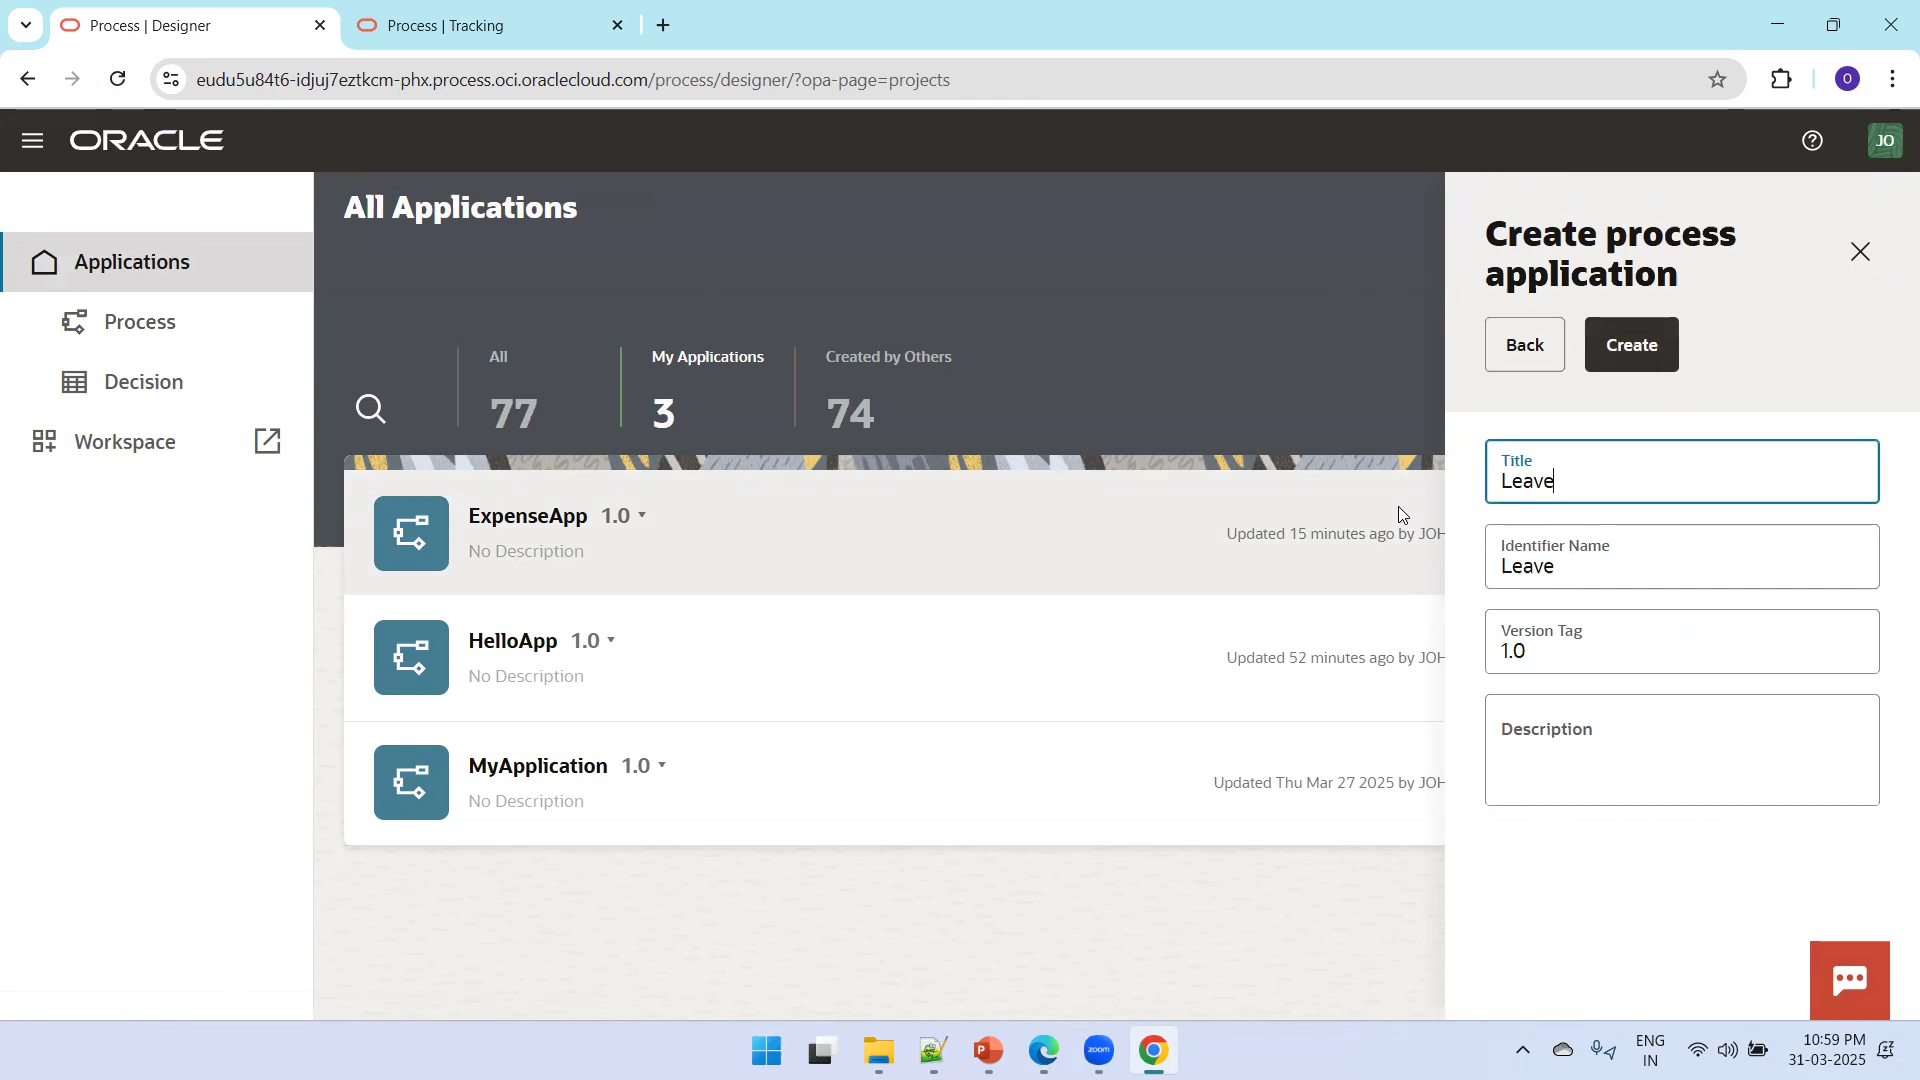 Process | Designer
Process | Tracking
eudu5u84t6-idjuj7eztkcm-phx.process.oci.oraclecloud.com/process/designer/?opa-page=projects
O
ORACLE
JO
Applications
Process
Decision
Workspace
All Applications
All
77
My Applications
3
Created by Others
74
ExpenseApp 1.0
No Description
Updated 15 minutes ago by JOH
HelloApp 1.0
No Description
Updated 52 minutes ago by JOH
MyApplication 1.0
No Description
Updated Thu Mar 27 2025 by JOH
Create process
application
Back
Create
Title
Leave
Identifier Name
Leave
Version Tag
1.0
Description
zoom
ENG
IN
10:59 PM
31-03-2025